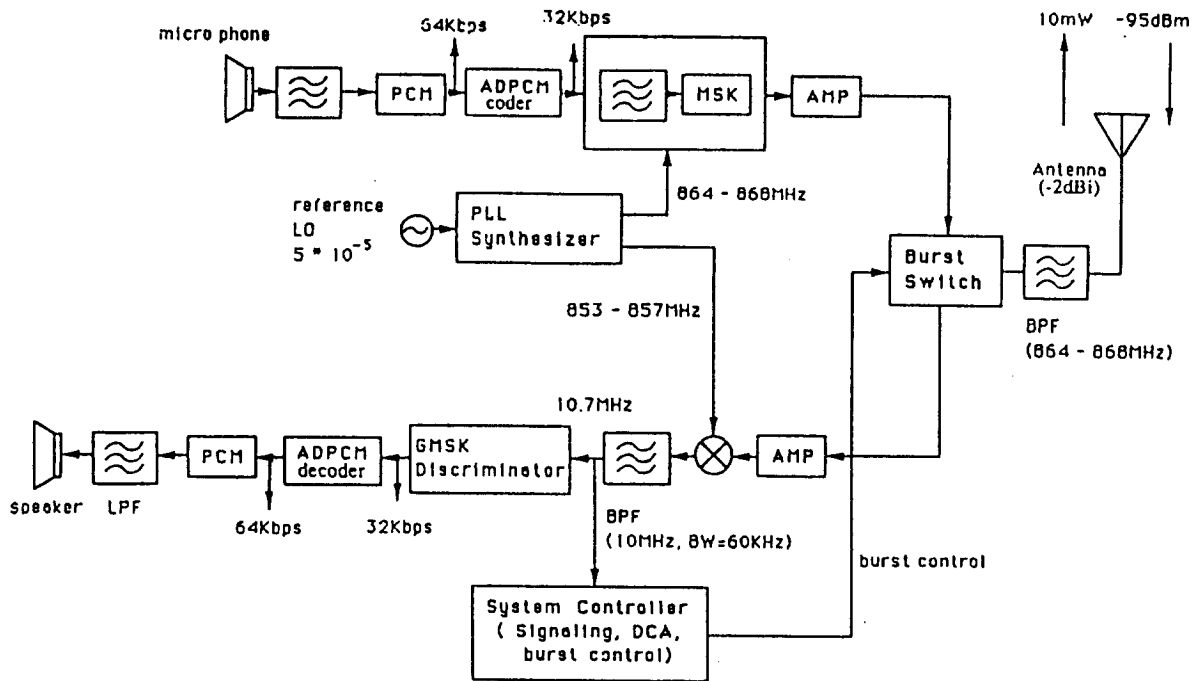 micro phone
64Kbps
32Kbps
10mW
-95dBm
PCM
ADPCM
coder
MSK
AMP
Antenna
(-2dBi)
864 - 868MHz
reference
LO
5 * 10⁻⁵
PLL
Synthesizer
Burst
Switch
853 - 857MHz
BPF
(864 - 868MHz)
10.7MHz
PCM
ADPCM
decoder
GMSK
Discriminator
AMP
speaker
LPF
64Kbps
32Kbps
BPF
(10MHz, BW=60KHz)
burst control
System Controller
( Signaling, DCA,
burst control)